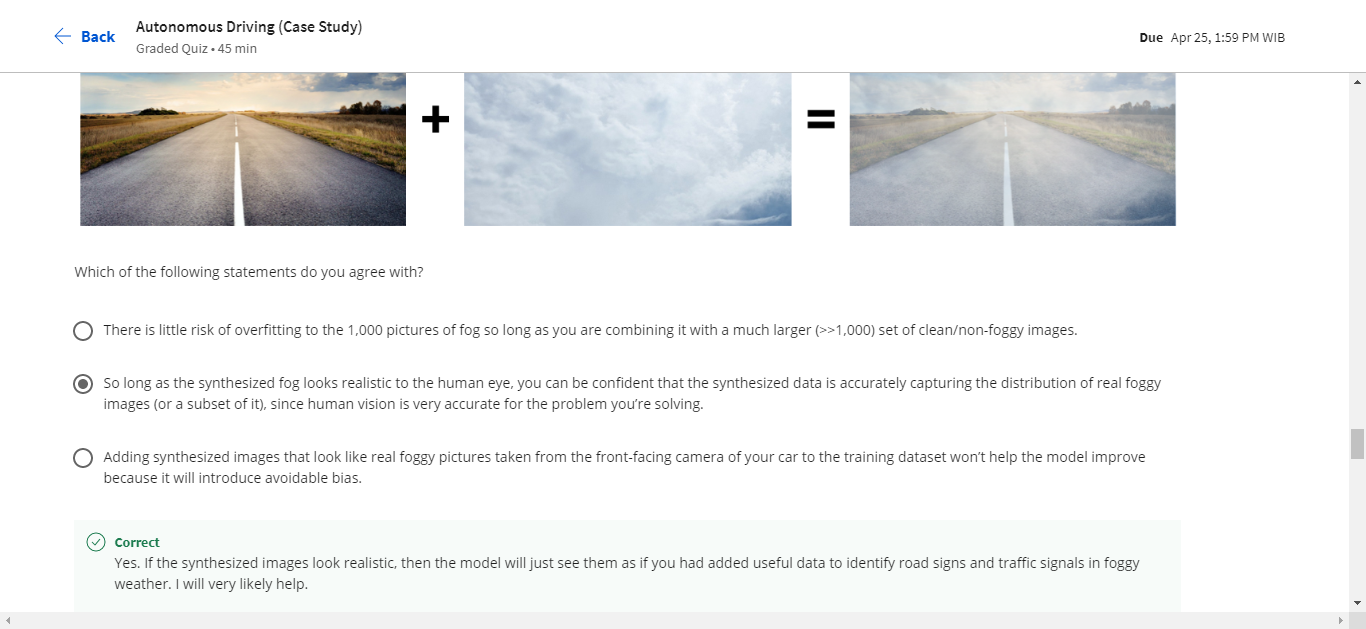 Back
Autonomous Driving (Case Study)
Graded Quiz • 45 min
Due Apr 25, 1:59 PM WIB
Which of the following statements do you agree with?
There is little risk of overfitting to the 1,000 pictures of fog so long as you are combining it with a much larger (>>1,000) set of clean/non-foggy images.
So long as the synthesized fog looks realistic to the human eye, you can be confident that the synthesized data is accurately capturing the distribution of real foggy
images (or a subset of it), since human vision is very accurate for the problem you’re solving.
Adding synthesized images that look like real foggy pictures taken from the front-facing camera of your car to the training dataset won’t help the model improve
because it will introduce avoidable bias.
Correct
Yes. If the synthesized images look realistic, then the model will just see them as if you had added useful data to identify road signs and traffic signals in foggy
weather. I will very likely help.